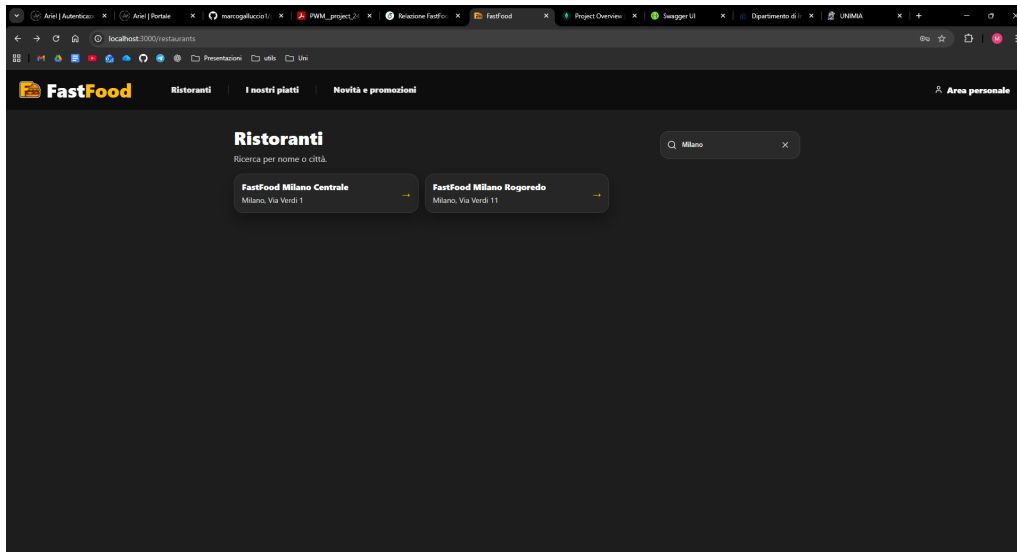 Ariel | Autenticazi
Ariel | Portale
marcogalluccio1/
PWM_project_24
Relazione FastFoo
FastFood
Project Overview
Swagger UI
Dipartimento di In
UNIMIA
localhost:3000/restaurants
Presentazioni
utils
Uni
FastFood
Ristoranti
I nostri piatti
Novità e promozioni
Area personale
Ristoranti
Ricerca per nome o città.
Milano
FastFood Milano Centrale
Milano, Via Verdi 1
FastFood Milano Rogoredo
Milano, Via Verdi 11